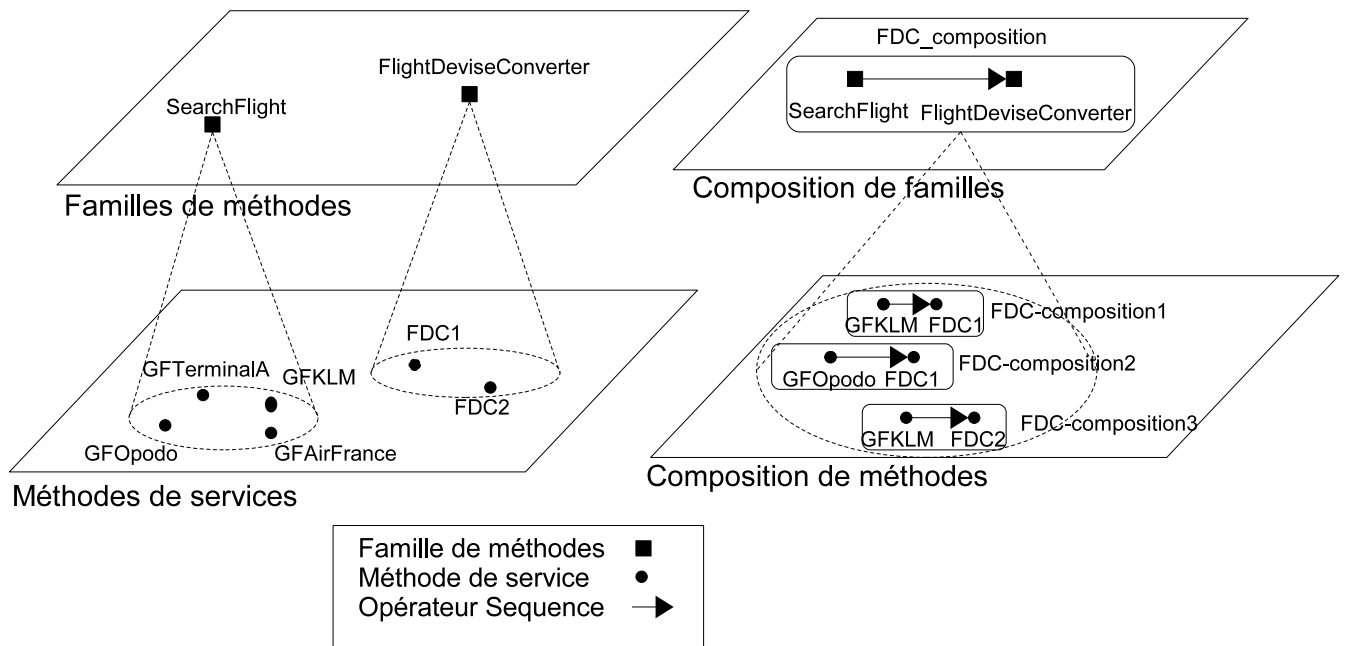 FlightDeviseConverter
SearchFlight
Familles de méthodes
FDC1
GFTerminalA
GFKLM
FDC2
GFOpodo
GFAirFrance
Méthodes de services
FDC_composition
SearchFlight
FlightDeviseConverter
Composition de familles
GFKLM FDC1
FDC-composition1
GFOpodo FDC1
FDC-composition2
GFKLM FDC2
FDC-composition3
Composition de méthodes
Famille de méthodes
Méthode de service
Opérateur Sequence